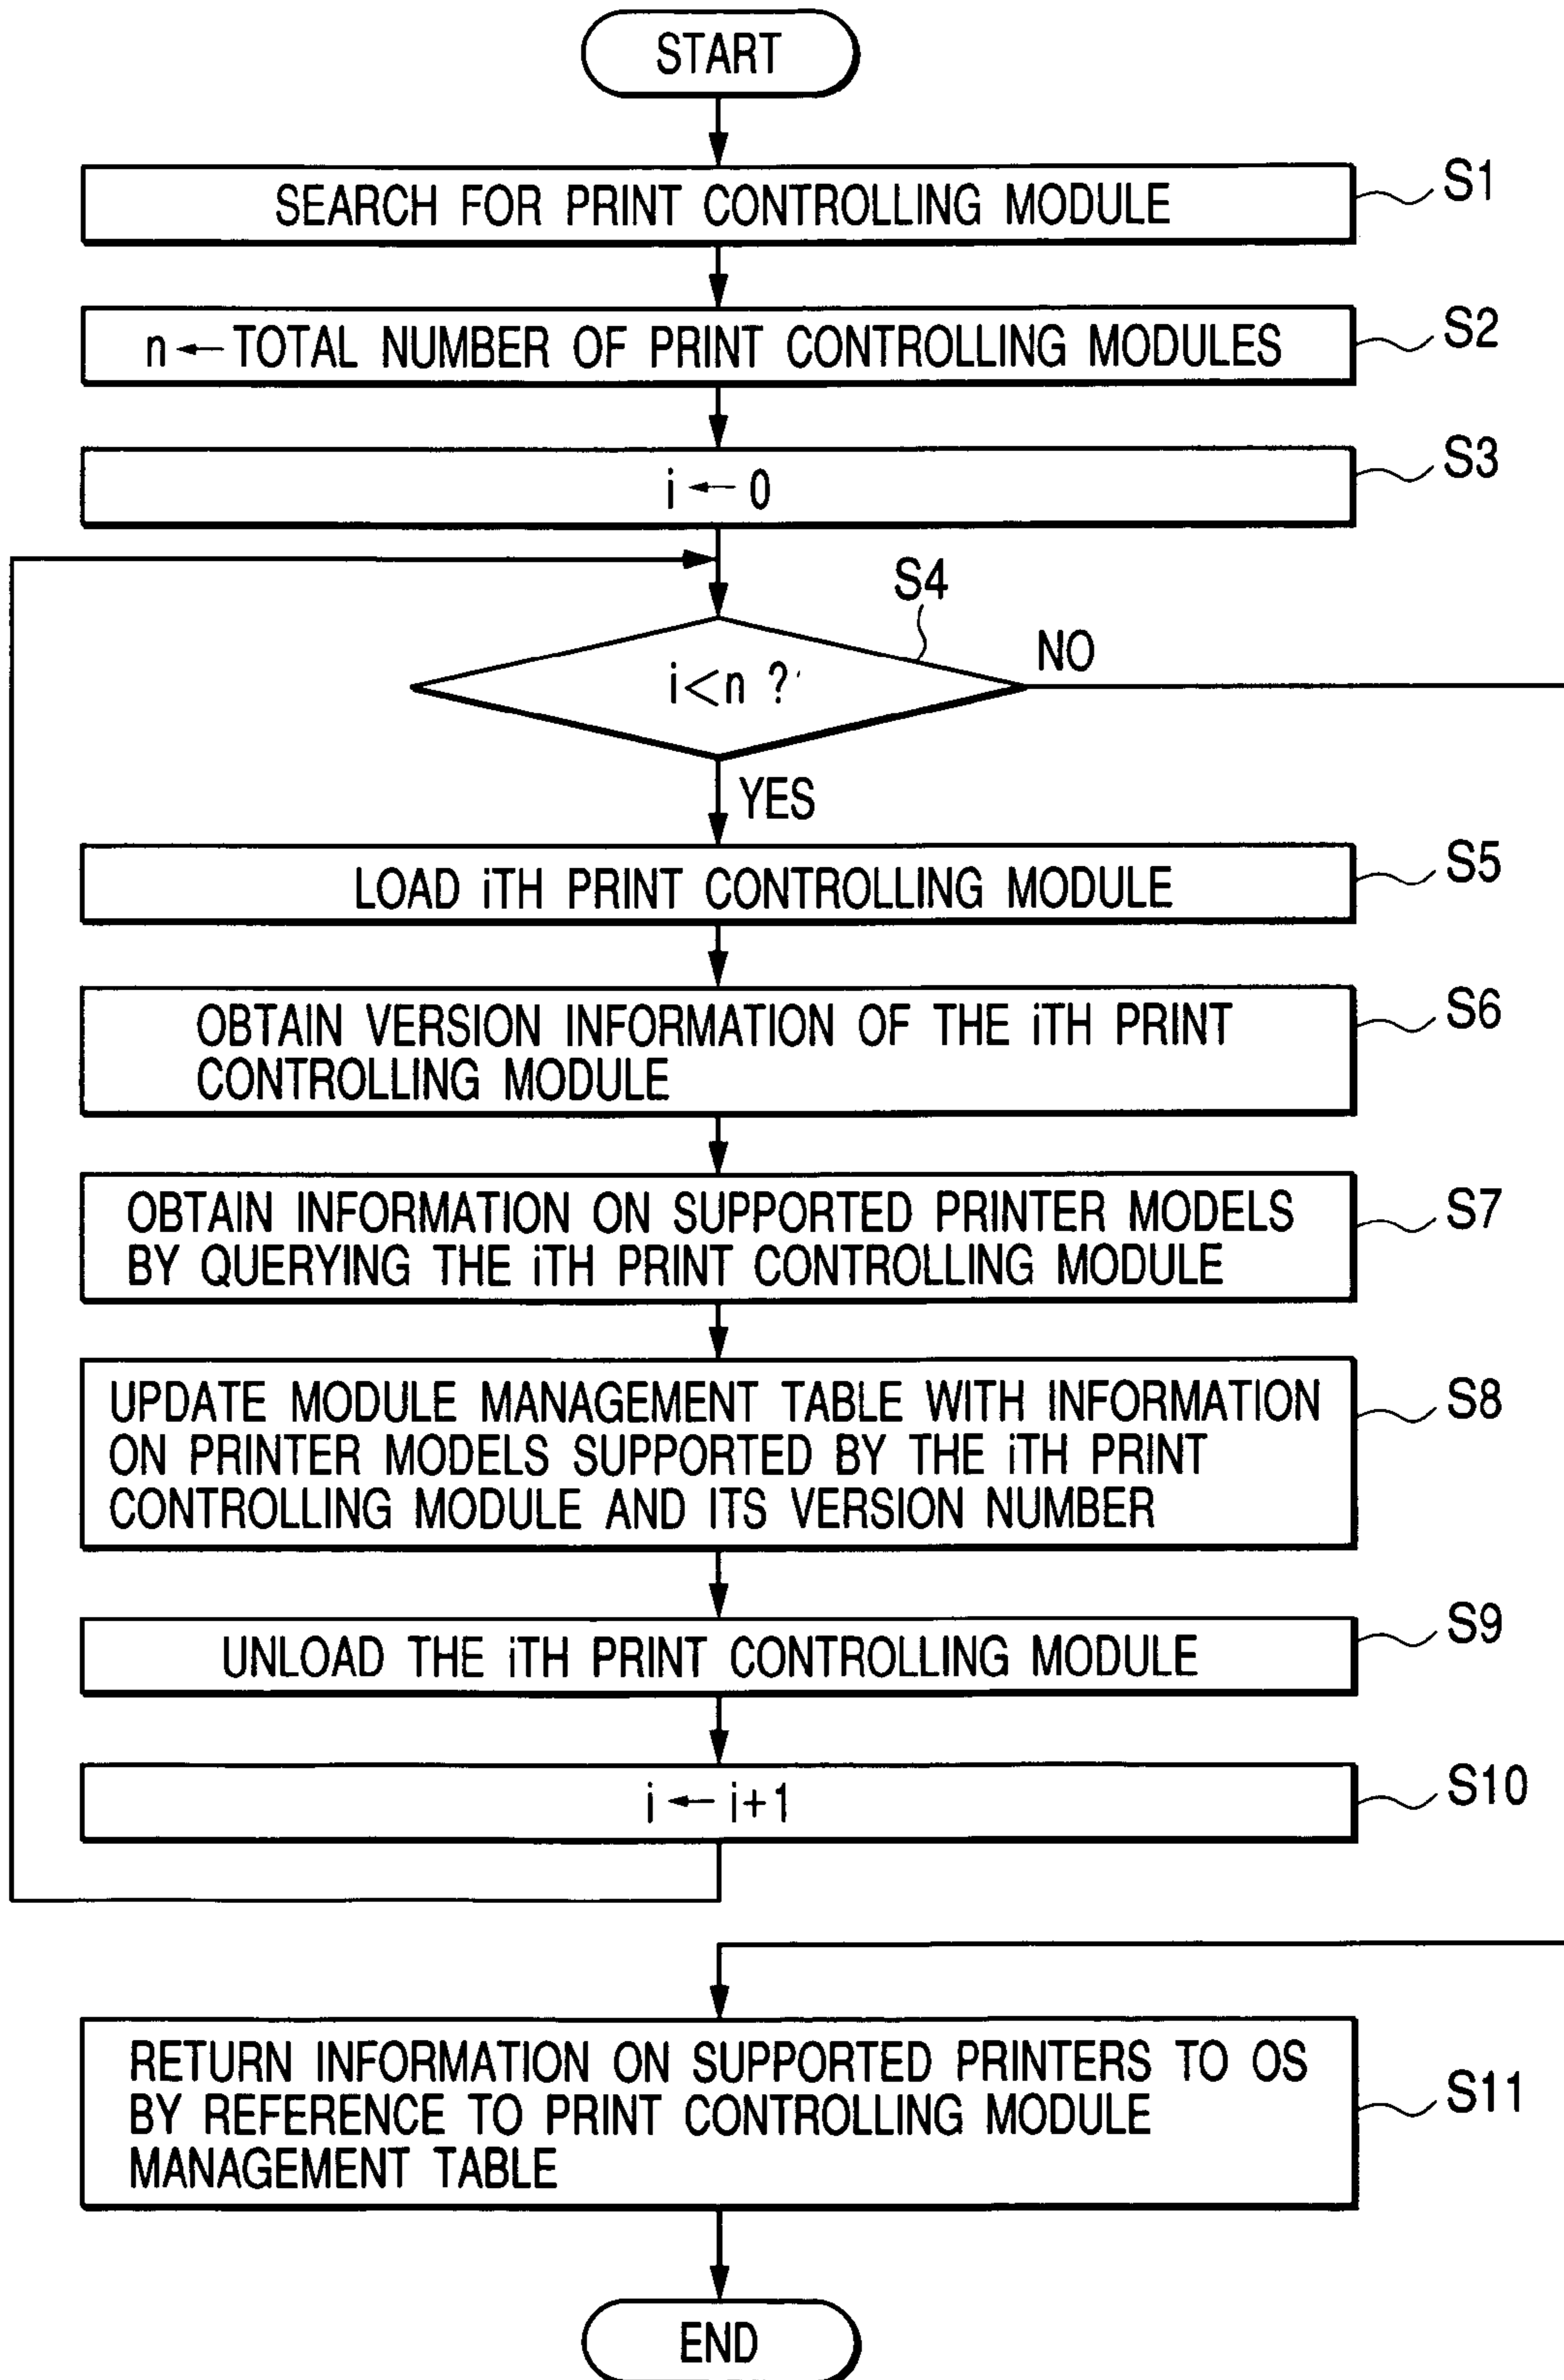 START
SEARCH FOR PRINT CONTROLLING MODULE
S1
n ← TOTAL NUMBER OF PRINT CONTROLLING MODULES
S2
i ← 0
S3
S4
i<n ?
NO
YES
LOAD iTH PRINT CONTROLLING MODULE
S5
OBTAIN VERSION INFORMATION OF THE iTH PRINT
CONTROLLING MODULE
S6
OBTAIN INFORMATION ON SUPPORTED PRINTER MODELS
BY QUERYING THE iTH PRINT CONTROLLING MODULE
S7
UPDATE MODULE MANAGEMENT TABLE WITH INFORMATION
ON PRINTER MODELS SUPPORTED BY THE iTH PRINT
CONTROLLING MODULE AND ITS VERSION NUMBER
S8
UNLOAD THE iTH PRINT CONTROLLING MODULE
S9
i ← i+1
S10
RETURN INFORMATION ON SUPPORTED PRINTERS TO OS
BY REFERENCE TO PRINT CONTROLLING MODULE
MANAGEMENT TABLE
S11
END